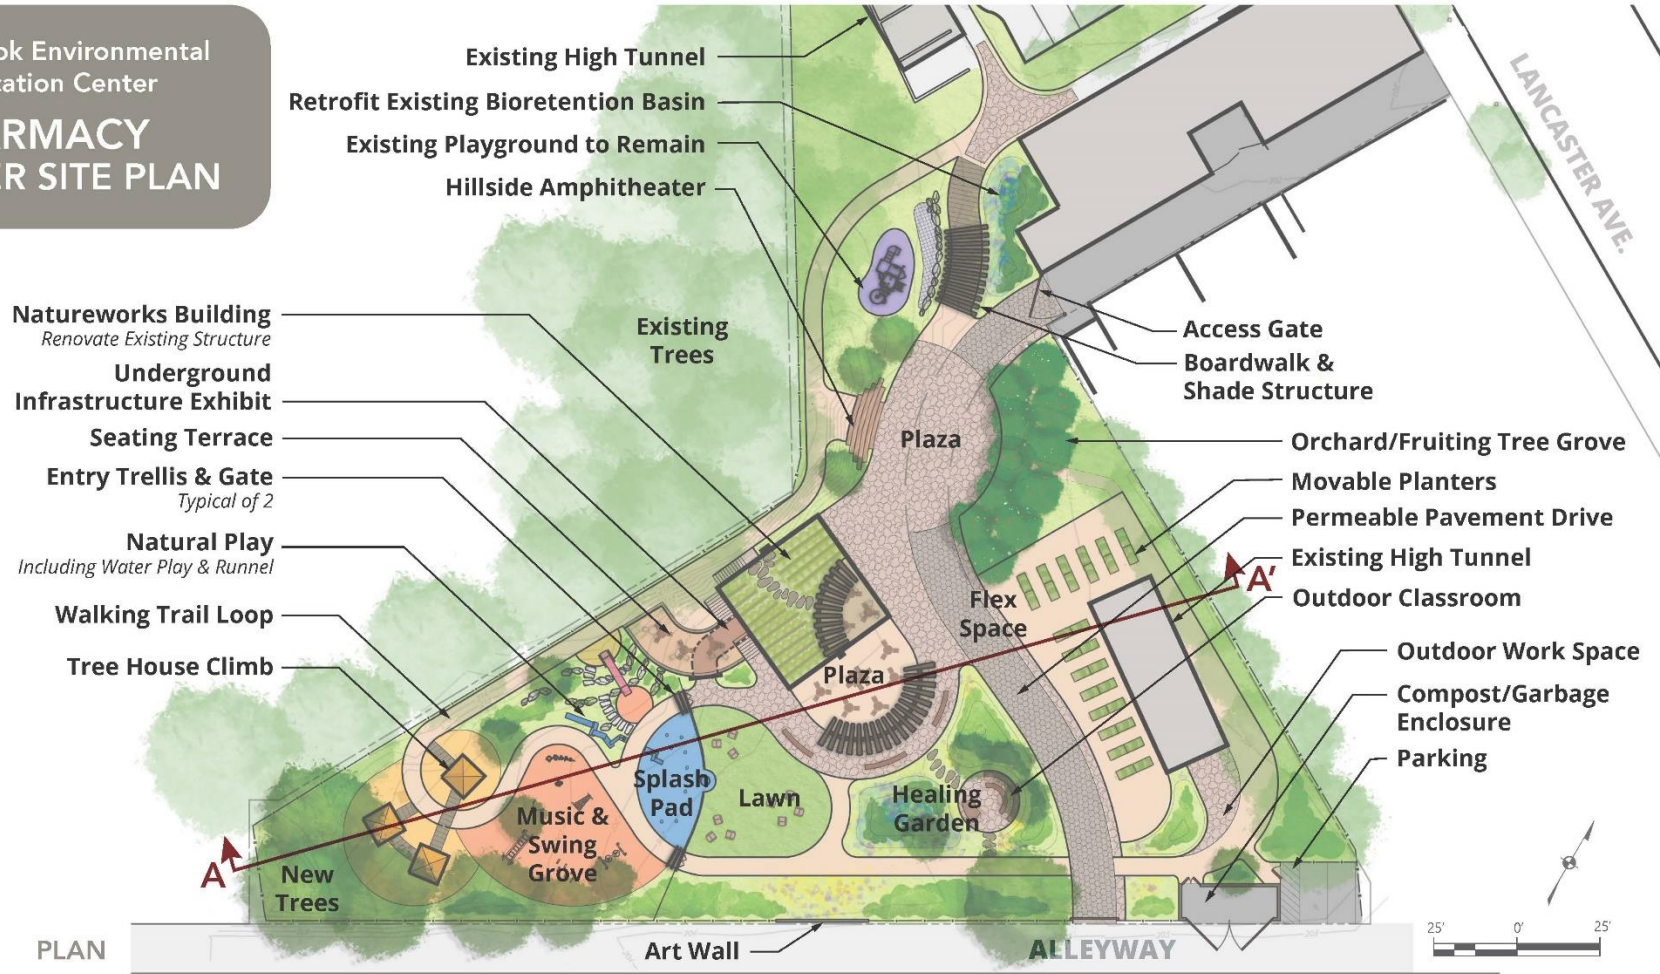 ok Environmental
cation Center
ARMACY
ER SITE PLAN
Existing High Tunnel
Retrofit Existing Bioretention Basin
Existing Playground to Remain
Hillside Amphitheater
LANCASTER AVE.
Natureworks Building
Renovate Existing Structure
Underground
Infrastructure Exhibit
Seating Terrace
Entry Trellis & Gate
Typical of 2
Natural Play
Including Water Play & Runnel
Walking Trail Loop
Tree House Climb
Existing
Trees
Access Gate
Boardwalk &
Shade Structure
Plaza
Orchard/Fruiting Tree Grove
Movable Planters
Permeable Pavement Drive
Existing High Tunnel
Outdoor Classroom
A'
Flex
Space
Plaza
Outdoor Work Space
Compost/Garbage
Enclosure
Parking
Splash
Pad
Lawn
Healing
Garden
Music &
Swing
Grove
A
New
Trees
PLAN
Art Wall
ALLEYWAY
25'
0'
25'